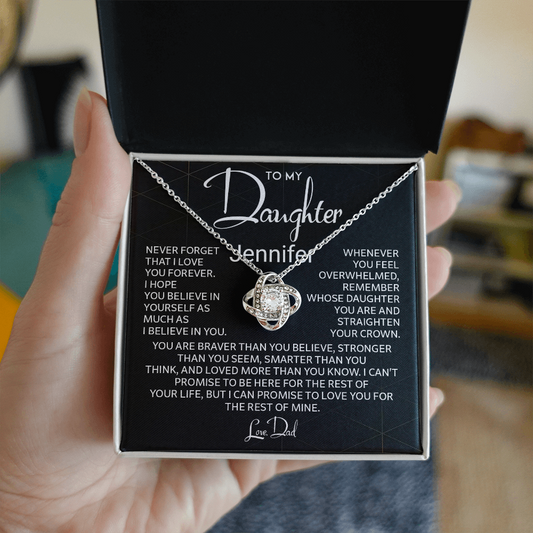 TO MY
Daughter
Jennifer
NEVER FORGET
THAT I LOVE
YOU FOREVER.
I HOPE
YOU BELIEVE IN
YOURSELF AS
MUCH AS
I BELIEVE IN YOU.
WHENEVER
YOU FEEL
OVERWHELMED,
REMEMBER
WHOSE DAUGHTER
YOU ARE AND
STRAIGHTEN
YOUR CROWN.
YOU ARE BRAVER THAN YOU BELIEVE, STRONGER
THAN YOU SEEM, SMARTER THAN YOU
THINK, AND LOVED MORE THAN YOU KNOW. I CAN'T
PROMISE TO BE HERE FOR THE REST OF
YOUR LIFE, BUT I CAN PROMISE TO LOVE YOU FOR
THE REST OF MINE.
Love, Dad